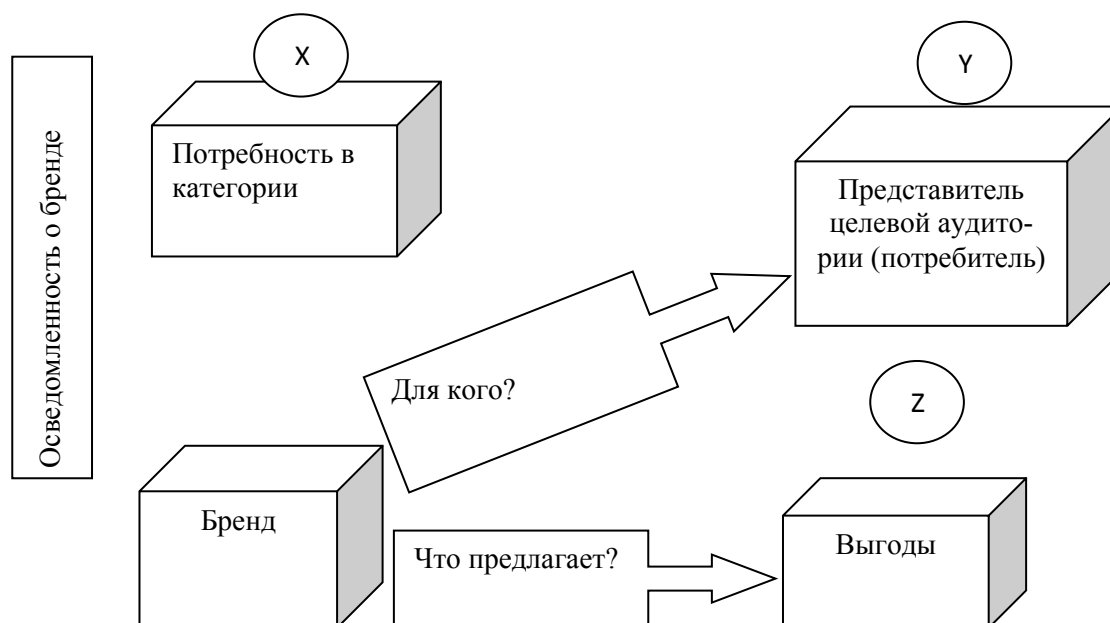 X
Y
Осведомленность о бренде
Потребность в
категории
Представитель
целевой аудито-
рии (потребитель)
Для кого?
Z
Бренд
Что предлагает?
Выгоды